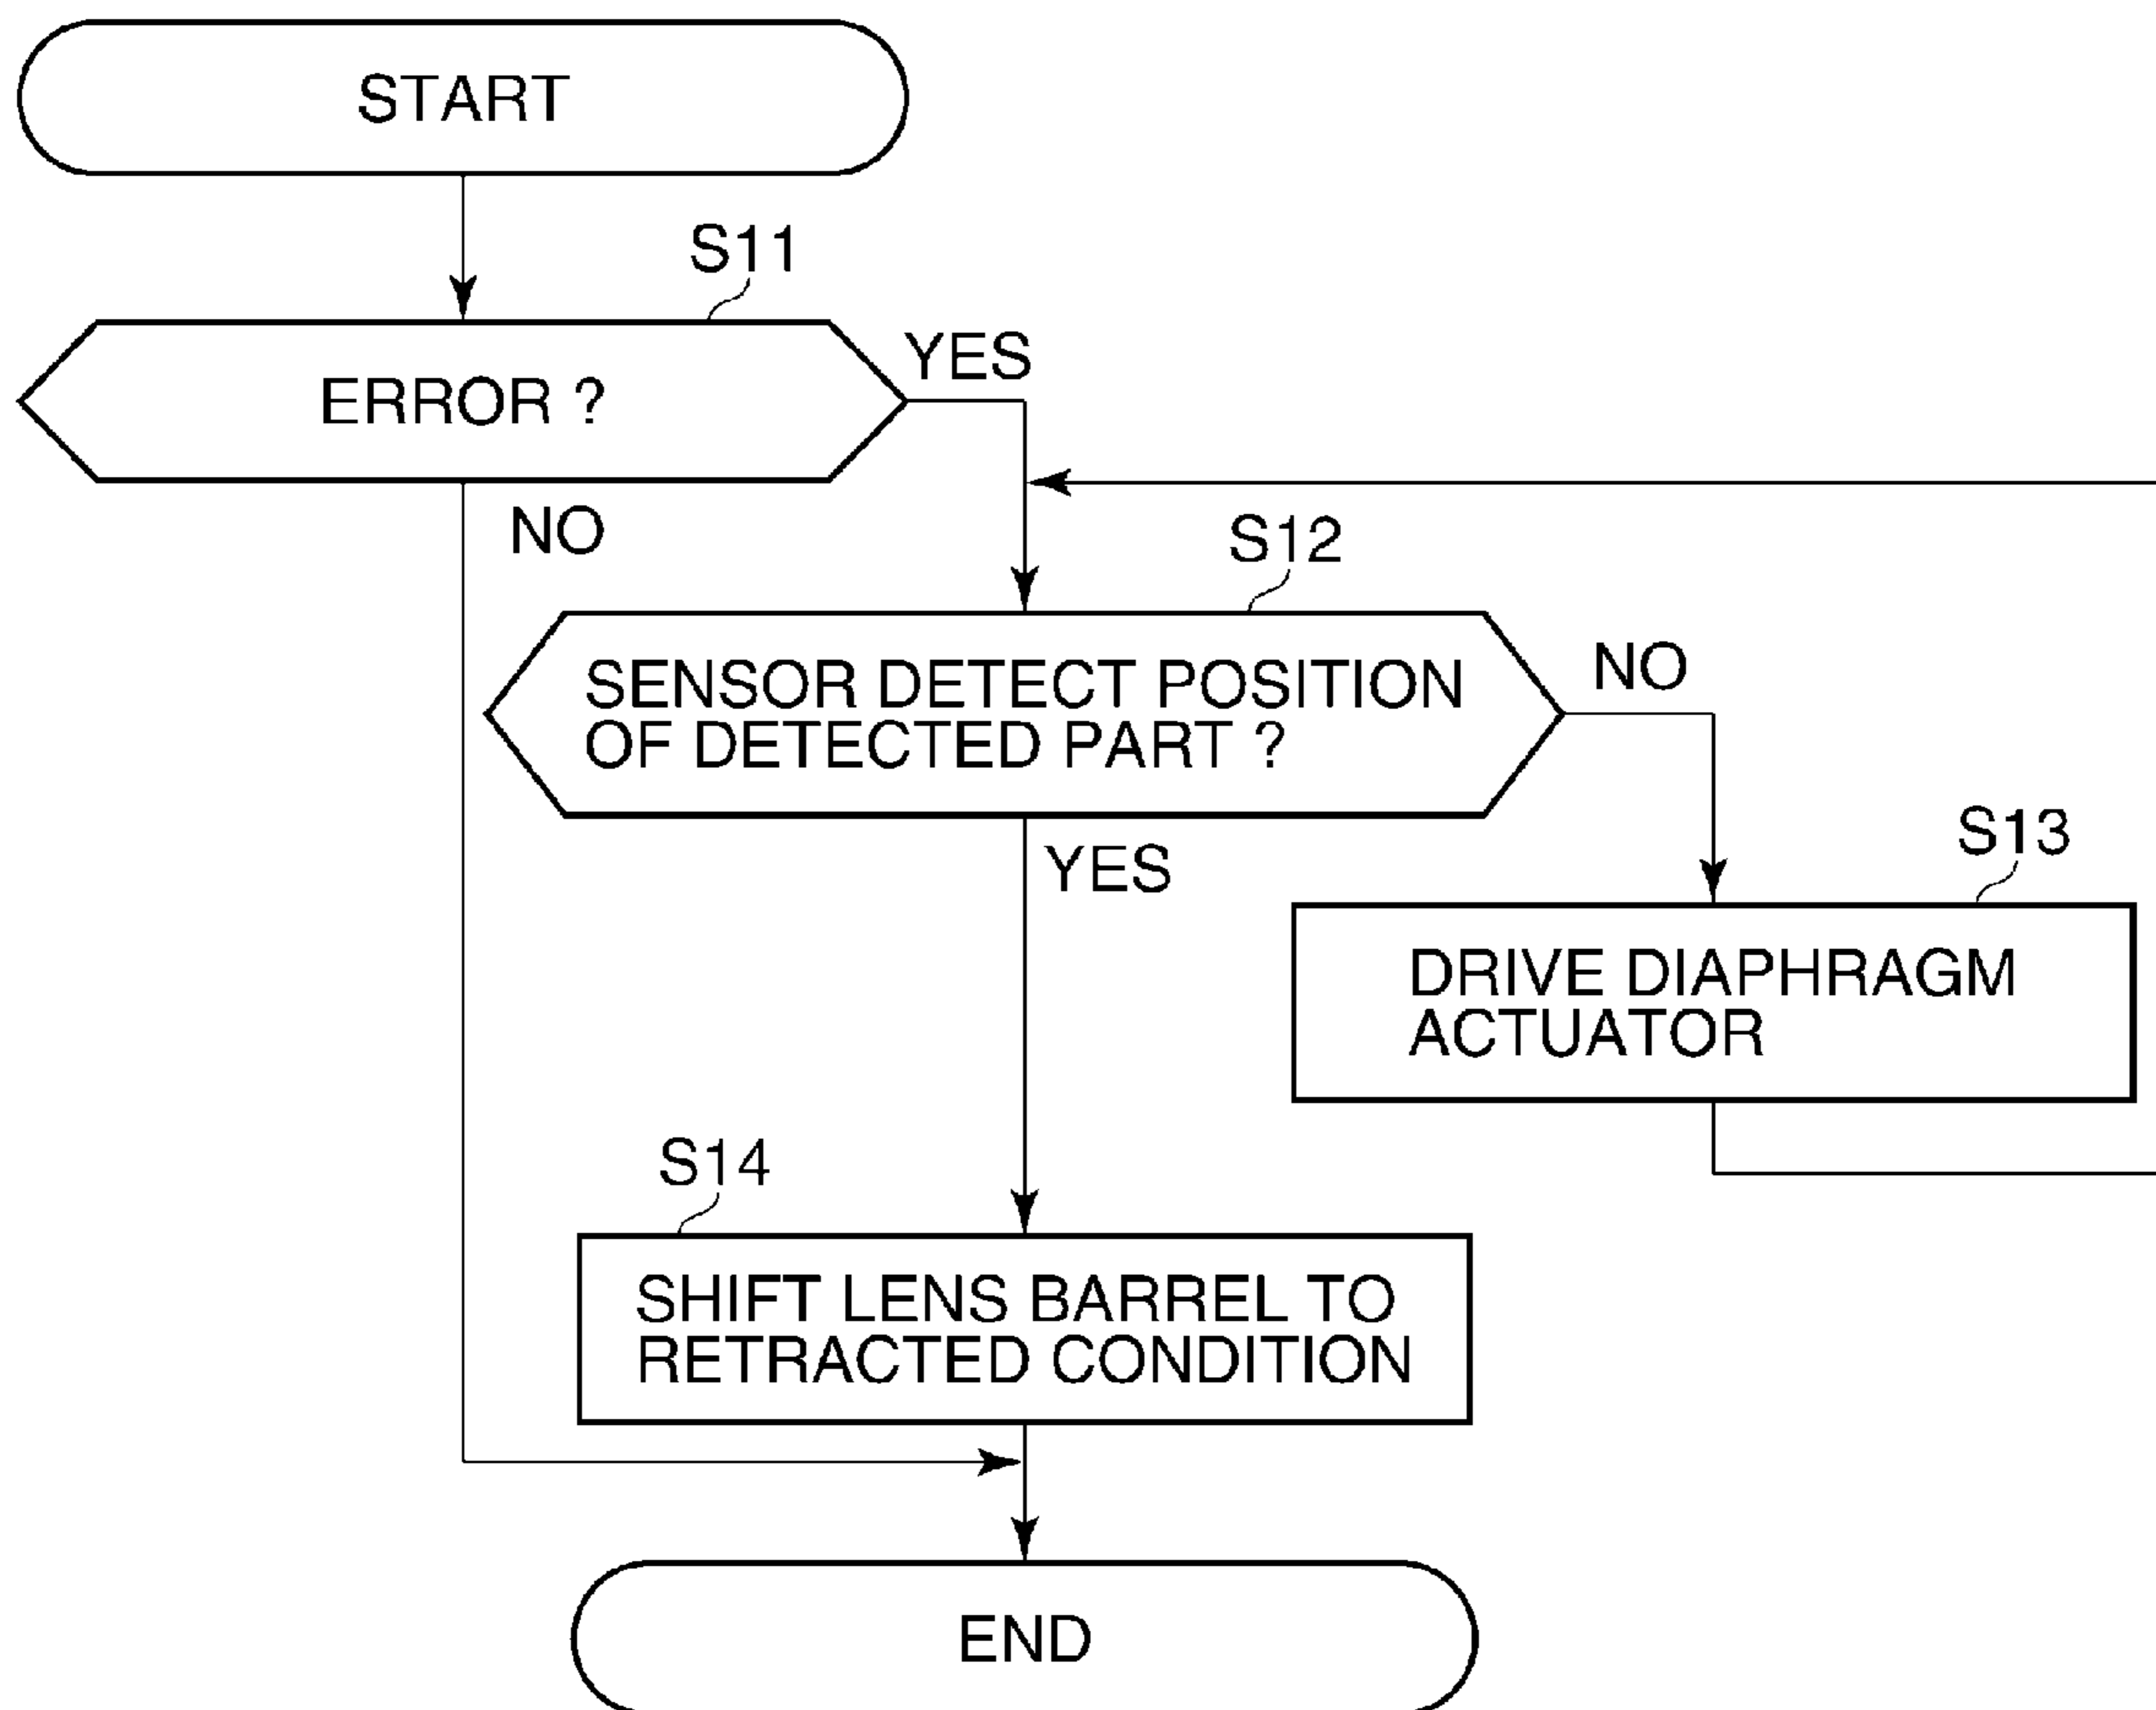 START
S11
ERROR ?
YES
NO
S12
SENSOR DETECT POSITION
OF DETECTED PART ?
NO
YES
S13
DRIVE DIAPHRAGM
ACTUATOR
S14
SHIFT LENS BARREL TO
RETRACTED CONDITION
END